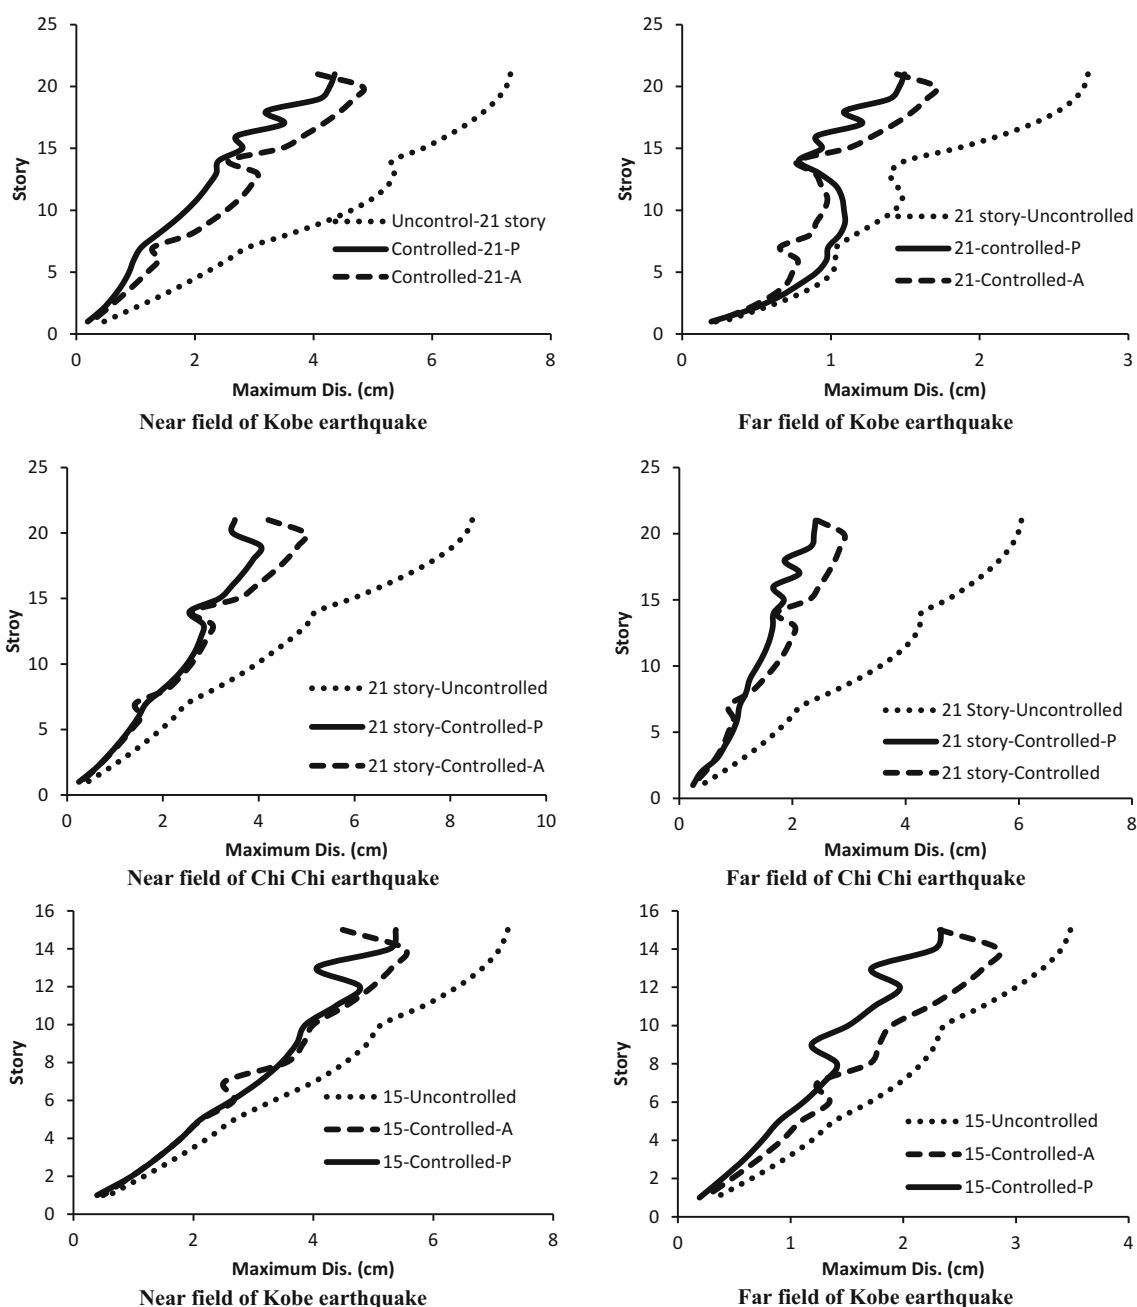 25
20
15
10
5
0
Story
Uncontrol-21 story
Controlled-21-P
Controlled-21-A
0 2 4 6 8
Maximum Dis. (cm)
Near field of Kobe earthquake
25
20
15
10
5
0
Stroy
21 story-Uncontrolled
21-controlled-P
21-Controlled-A
0 1 2 3
Maximum Dis. (cm)
Far field of Kobe earthquake
25
20
15
10
5
0
Stroy
21 story-Uncontrolled
21 story-Controlled-P
21 story-Controlled-A
0 2 4 6 8 10
Maximum Dis. (cm)
Near field of Chi Chi earthquake
25
20
15
10
5
0
Story
21 Story-Uncontrolled
21 story-Controlled-P
21 story-Controlled
0 2 4 6 8
Maximum Dis. (cm)
Far field of Chi Chi earthquake
16
14
12
10
8
6
4
2
0
Story
15-Uncontrolled
15-Controlled-A
15-Controlled-P
0 2 4 6 8
Maximum Dis. (cm)
Near field of Kobe earthquake
16
14
12
10
8
6
4
2
0
Story
15-Uncontrolled
15-Controlled-A
15-Controlled-P
0 1 2 3 4
Maximum Dis. (cm)
Far field of Kobe earthquake